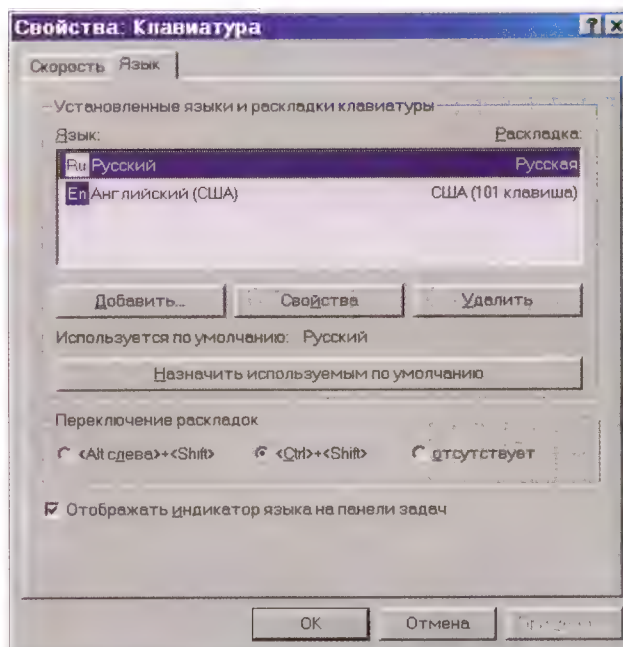 Свойства: Клавиатура
Скорость Язык
Установленные языки и раскладки клавиатуры
Язык: Раскладка:
Ru Русский Русская
En Английский (США) США (101 клавиша)
Добавить... Свойства Удалить
Используется по умолчанию: Русский
Назначить используемым по умолчанию
Переключение раскладок
<Alt слева>+<Shift> <Ctrl>+<Shift> отсутствует
Отображать индикатор языка на панели задач
OK Отмена